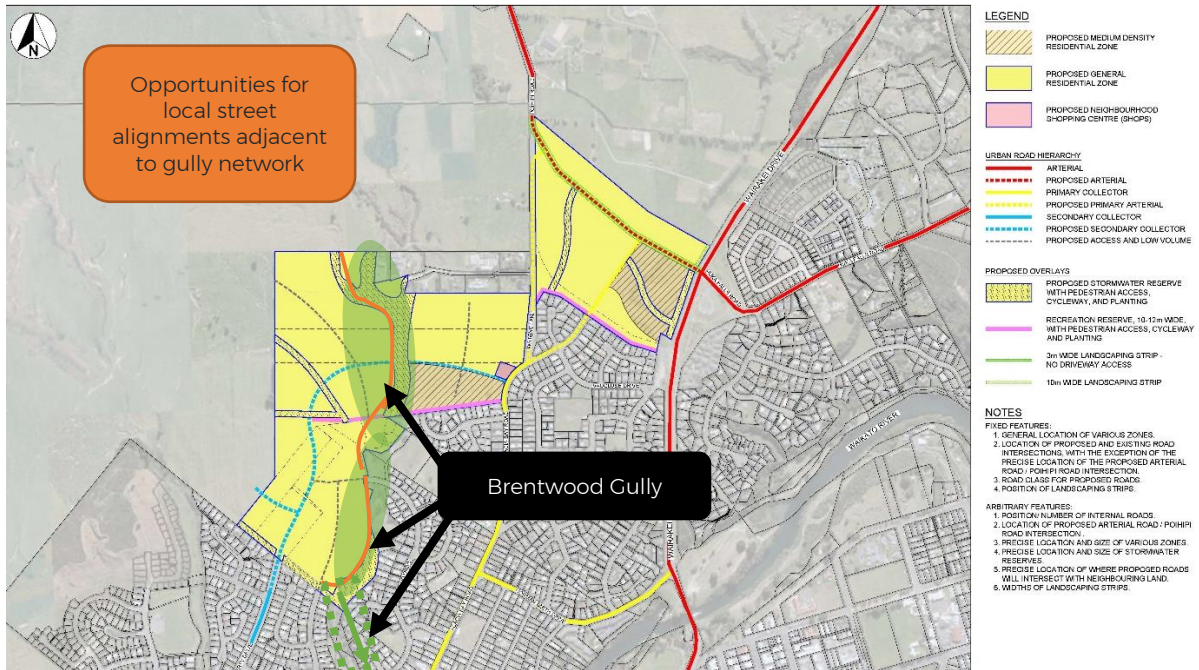 N
Opportunities for
local street
alignments adjacent
to gully network
WAIRAKEI DRIVE
WAIKATO RIVER
Brentwood Gully
LEGEND
PROPOSED MEDIUM DENSITY
RESIDENTIAL ZONE
PROPOSED GENERAL
RESIDENTIAL ZONE
PROPOSED NEIGHBOURHOOD
SHOPPING CENTRE (SHOPS)
URBAN ROAD HIERARCHY
ARTERIAL
PROPOSED ARTERIAL
PRIMARY COLLECTOR
PROPOSED PRIMARY ARTERIAL
SECONDARY COLLECTOR
PROPOSED SECONDARY COLLECTOR
PROPOSED ACCESS AND LOW VOLUME
PROPOSED OVERLAYS
PROPOSED STORMWATER RESERVE
WITH PEDESTRIAN ACCESS,
CYCLEWAY, AND PLANTING
RECREATION RESERVE, 10-12m WIDE,
WITH PEDESTRIAN ACCESS, CYCLEWAY
AND PLANTING
3m WIDE LANDSCAPING STRIP -
NO DRIVEWAY ACCESS
10m WIDE LANDSCAPING STRIP
NOTES
FIXED FEATURES:
1. GENERAL LOCATION OF VARIOUS ZONES.
2. LOCATION OF PROPOSED AND EXISTING ROAD
INTERSECTIONS, WITH THE EXCEPTION OF THE
PRECISE LOCATION OF THE PROPOSED ARTERIAL
ROAD / POIHIPI ROAD INTERSECTION.
3. ROAD CLASS FOR PROPOSED ROADS.
4. POSITION OF LANDSCAPING STRIPS.
ARBITRARY FEATURES:
1. POSITION/ NUMBER OF INTERNAL ROADS.
2. LOCATION OF PROPOSED ARTERIAL ROAD / POIHIPI
ROAD INTERSECTION .
3. PRECISE LOCATION AND SIZE OF VARIOUS ZONES.
4. PRECISE LOCATION AND SIZE OF STORMWATER
RESERVES.
5. PRECISE LOCATION OF WHERE PROPOSED ROADS
WILL INTERSECT WITH NEIGHBOURING LAND.
6. WIDTHS OF LANDSCAPING STRIPS.